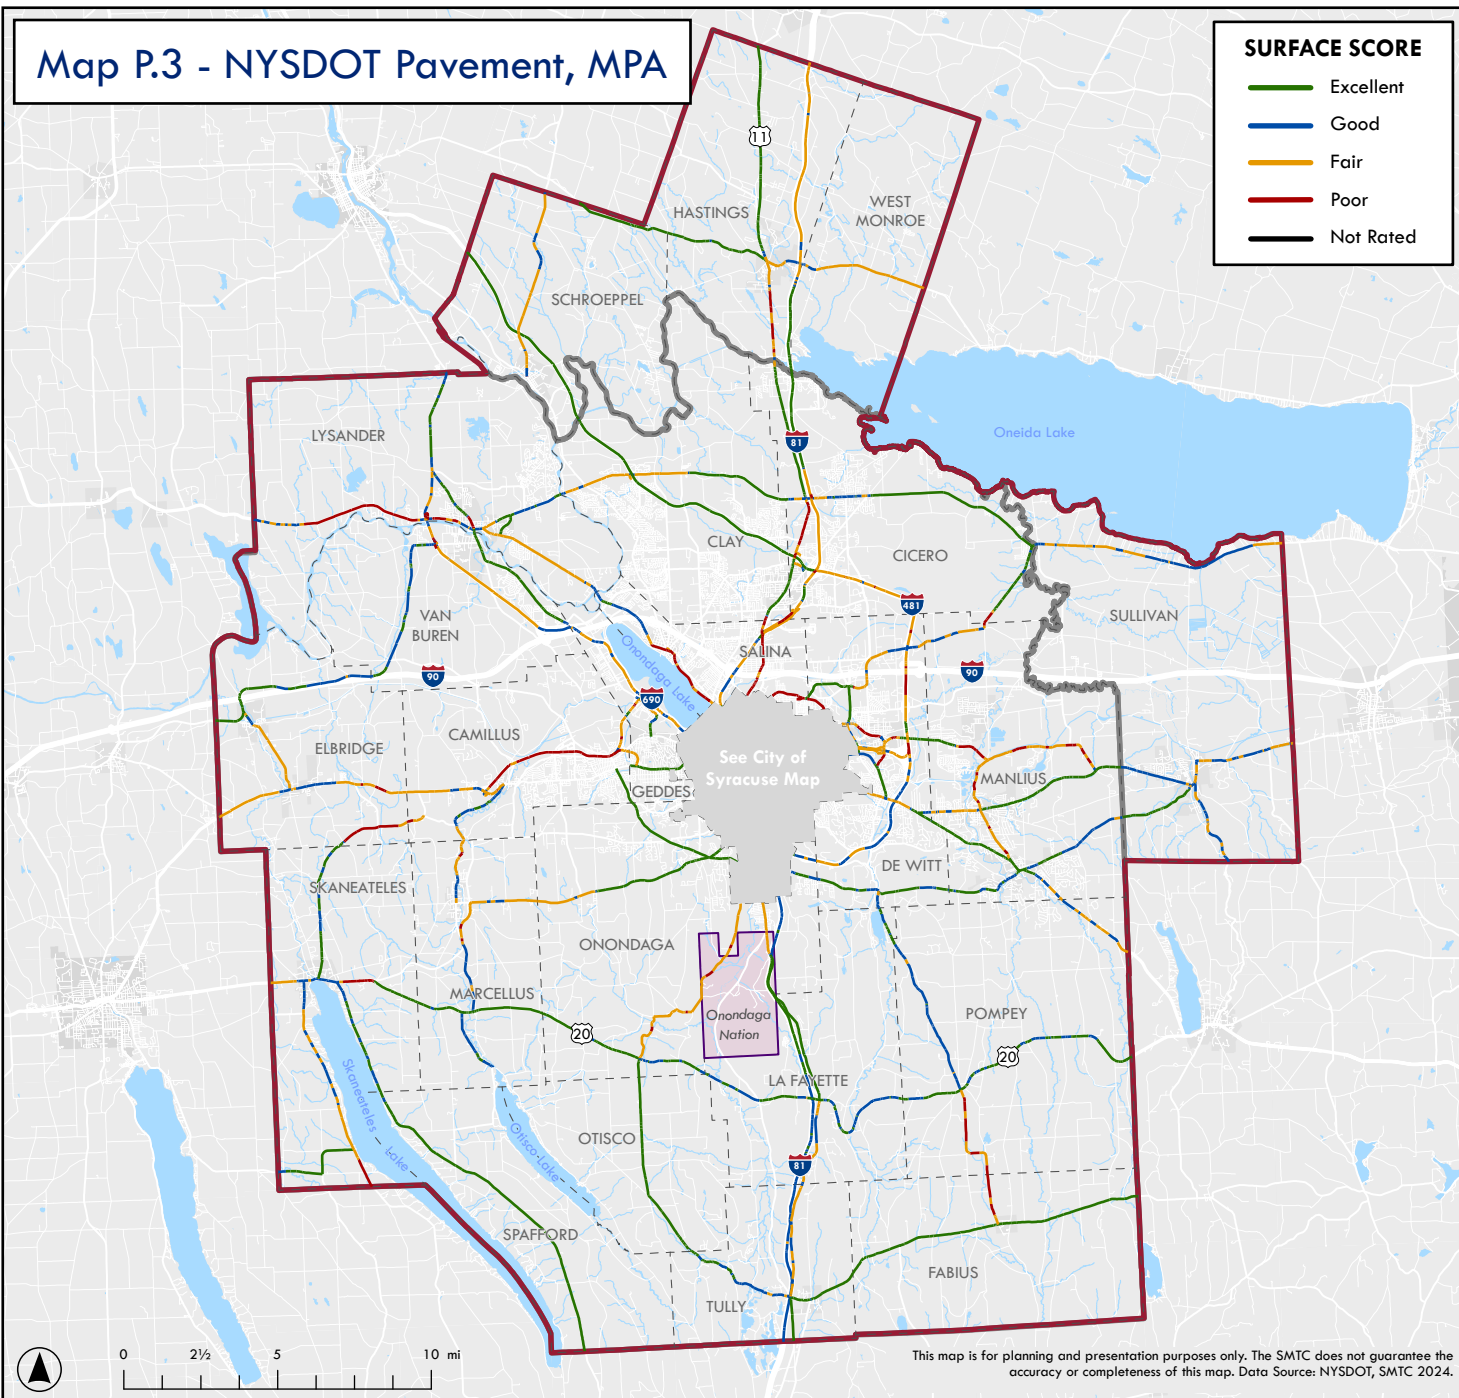 Map P.3 - NYSDOT Pavement, MPA
SURFACE SCORE
Excellent
Good
Fair
Poor
Not Rated
11
HASTINGS
WEST
MONROE
SCHROEPPEL
LYSANDER
81
Oneida Lake
CLAY
CICERO
481
VAN
BUREN
SULLIVAN
Onondaga Lake
SALINA
90
90
690
ELBRIDGE
CAMILLUS
See City of
Syracuse Map
MANLIUS
GEDDES
DE WITT
SKANEATELES
ONONDAGA
MARCELLUS
Onondaga
Nation
POMPEY
20
20
Skaneateles
Lake
LA FAYETTE
Otisco Lake
OTISCO
81
SPAFFORD
FABIUS
TULLY
0 2½ 5 10 mi
This map is for planning and presentation purposes only. The SMTC does not guarantee the
accuracy or completeness of this map. Data Source: NYSDOT, SMTC 2024.